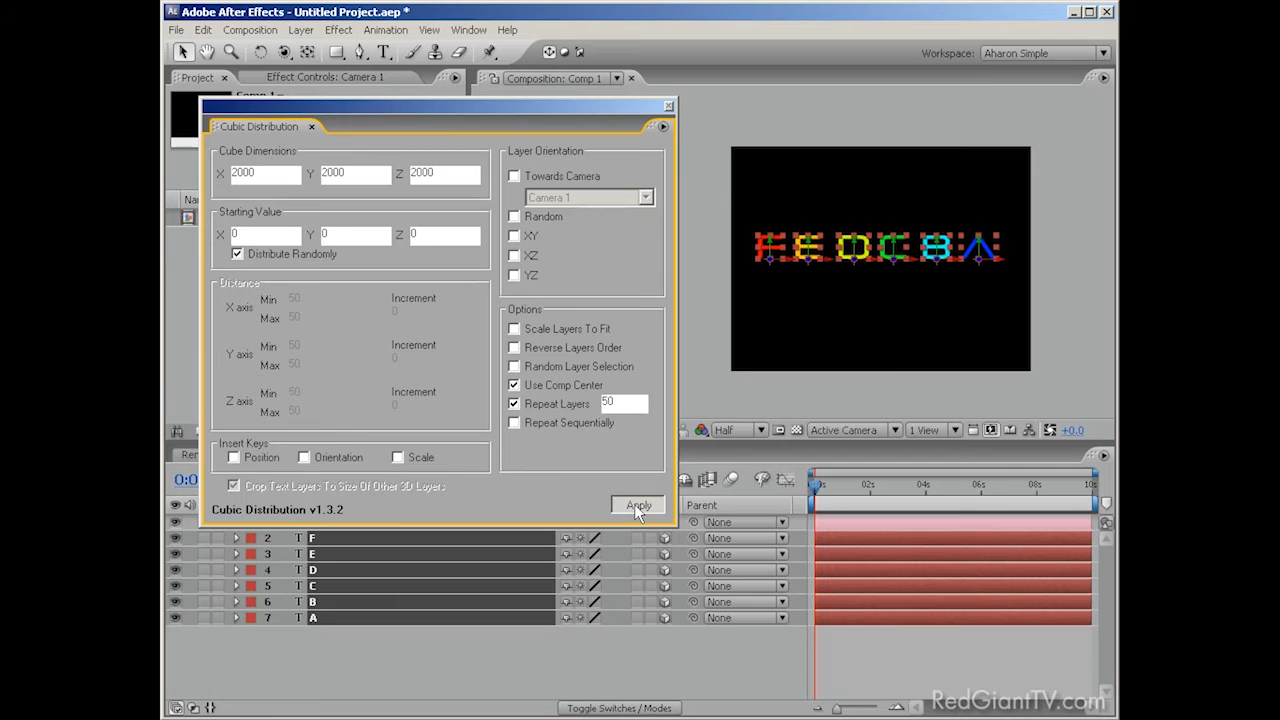 Ae Adobe After Effects - Untitled Project.aep *
File Edit Composition Layer Effect Animation View Window Help
Workspace: Aharon Simple
Project × Effect Controls: Camera 1 Composition: Comp 1 ×
Comp 1
Cubic Distribution ×
Cube Dimensions
X 2000 Y 2000 Z 2000
Starting Value
X 0 Y 0 Z 0
Distribute Randomly
Distance
X axis Min 50 Increment
Max 50 0
Y axis Min 50 Increment
Max 50 0
Z axis Min 50 Increment
Max 50 0
Insert Keys
Position Orientation Scale
Crop Text Layers To Size Of Other 3D Layers
Cubic Distribution v1.3.2
Layer Orientation
Towards Camera
Camera 1
Random
XY
XZ
YZ
Options
Scale Layers To Fit
Reverse Layers Order
Random Layer Selection
Use Comp Center
Repeat Layers 50
Repeat Sequentially
Apply
F E D C B A
Half Active Camera 1 View +0.0
Ren
0:0
02s 04s 06s 08s 10s
Parent
None
2 T F None
3 T E None
4 T D None
5 T C None
6 T B None
7 T A None
Toggle Switches / Modes
RedGiantTV.com